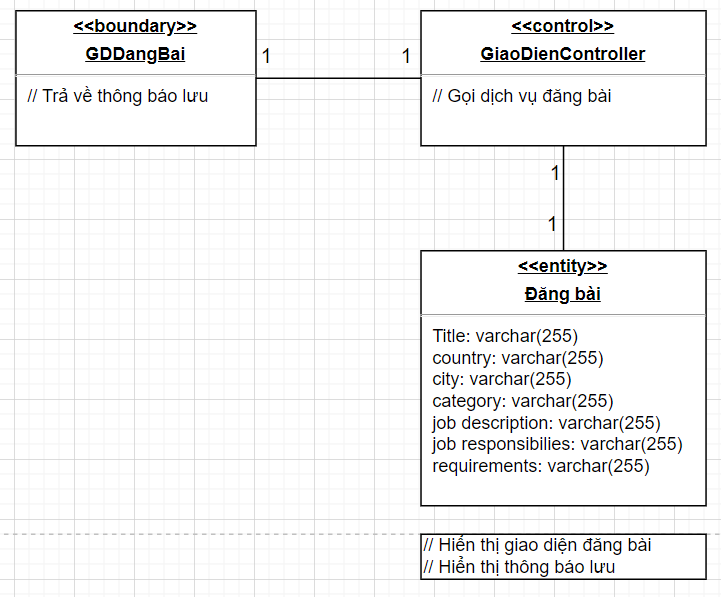 <<boundary>>
GDDangBai
// Trả về thông báo lưu
1
1
<<control>>
GiaoDienController
// Gọi dịch vụ đăng bài
1
1
<<entity>>
Đăng bài
Title: varchar(255)
country: varchar(255)
city: varchar(255)
category: varchar(255)
job description: varchar(255)
job responsibilies: varchar(255)
requirements: varchar(255)
// Hiển thị giao diện đăng bài
// Hiển thị thông báo lưu